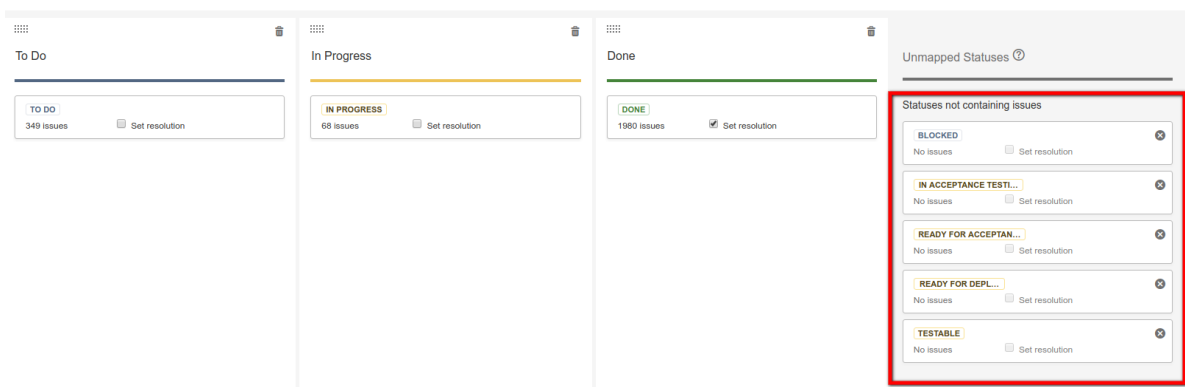 To Do
TO DO
349 issues Set resolution
In Progress
IN PROGRESS
68 issues Set resolution
Done
DONE
1980 issues Set resolution
Unmapped Statuses ?
Statuses not containing issues
BLOCKED
No issues Set resolution
IN ACCEPTANCE TESTI...
No issues Set resolution
READY FOR ACCEPTAN...
No issues Set resolution
READY FOR DEPL...
No issues Set resolution
TESTABLE
No issues Set resolution